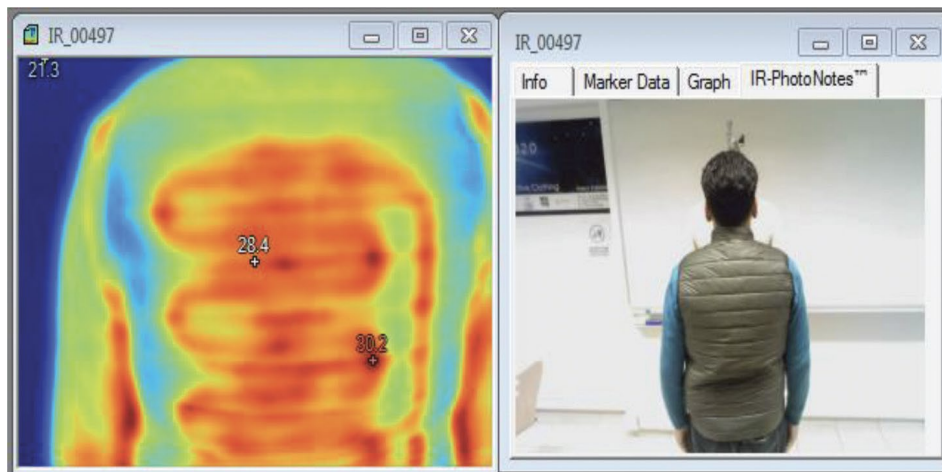 IR_00497
21.3
28.4
30.2
IR_00497
Info
Marker Data
Graph
IR-PhotoNotes™